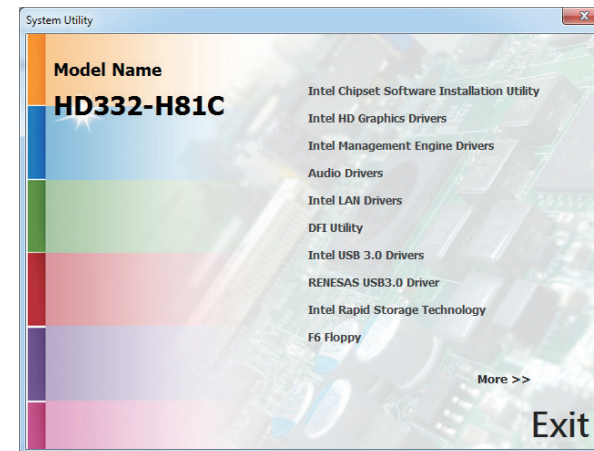 System Utility
Model Name
HD332-H81C
Intel Chipset Software Installation Utility
Intel HD Graphics Drivers
Intel Management Engine Drivers
Audio Drivers
Intel LAN Drivers
DFI Utility
Intel USB 3.0 Drivers
RENESAS USB3.0 Driver
Intel Rapid Storage Technology
F6 Floppy
More >>
Exit